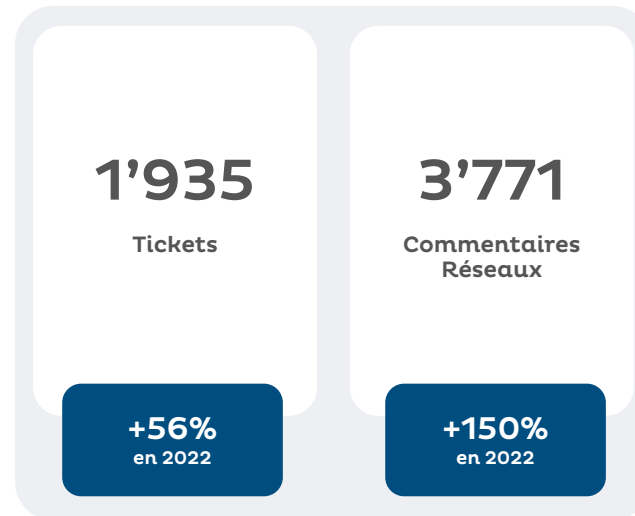 1’935
Tickets
+56%
en 2022
3’771
Commentaires
Réseaux
+150%
en 2022